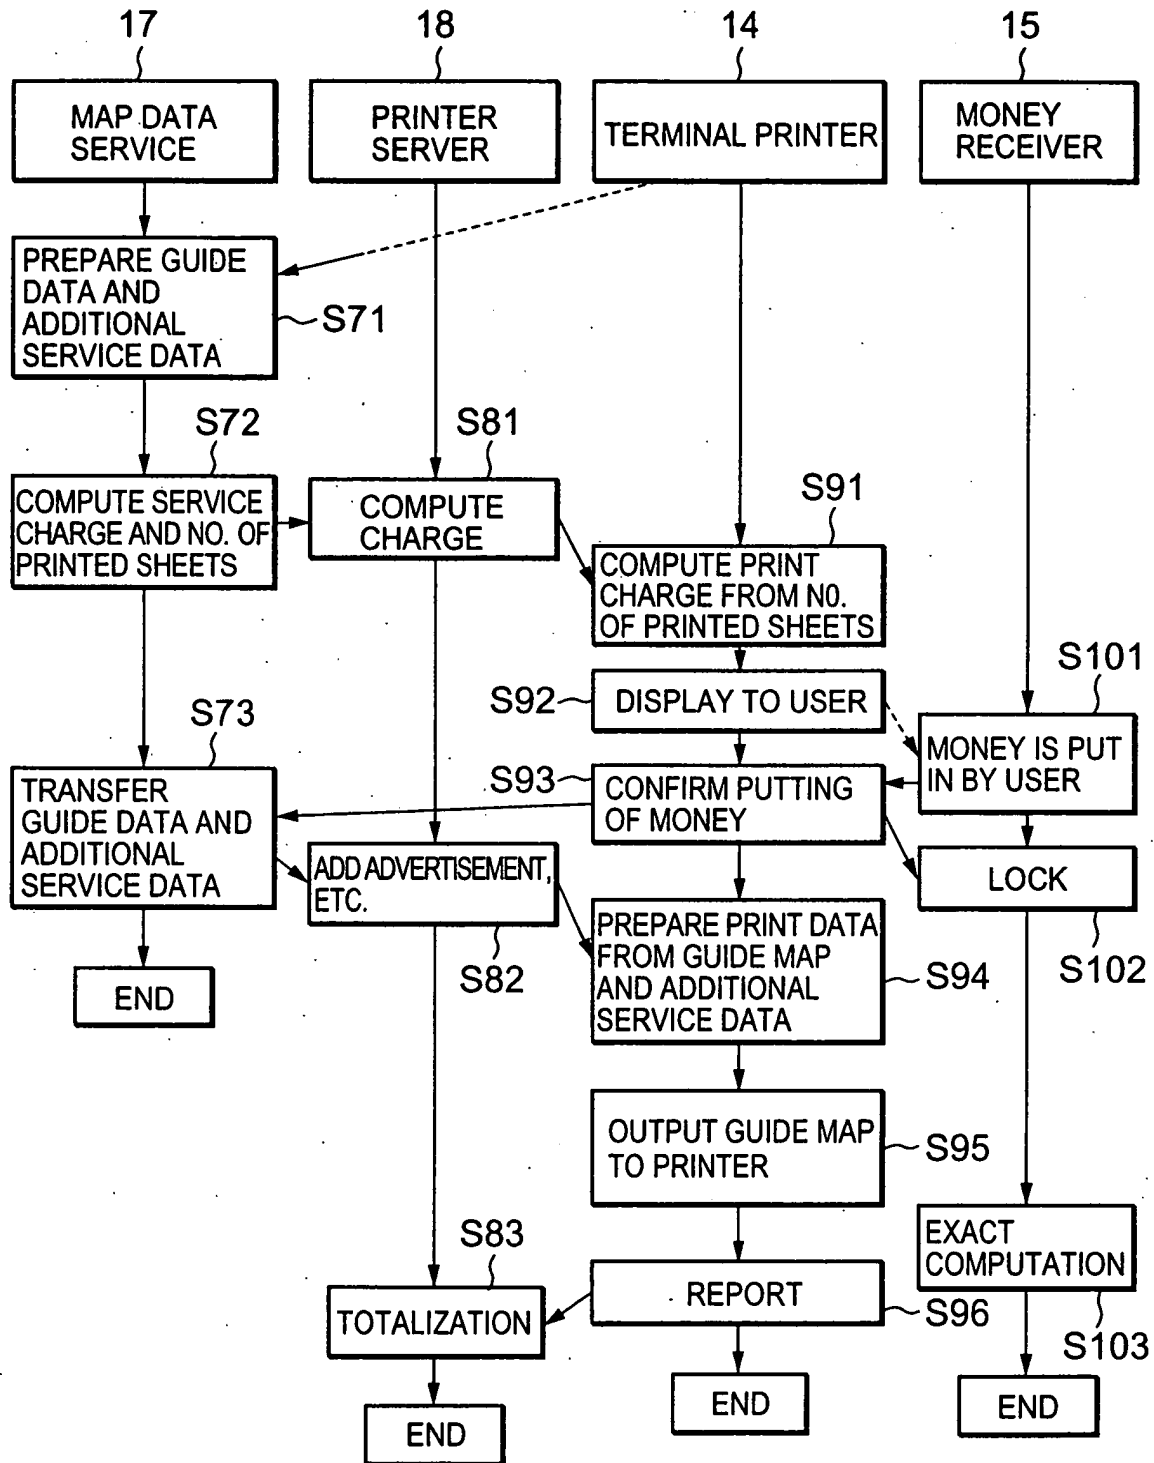 17
18
14
15
MAP DATA
SERVICE
PRINTER
SERVER
TERMINAL PRINTER
MONEY
RECEIVER
PREPARE GUIDE
DATA AND
ADDITIONAL
SERVICE DATA
S71
S72
COMPUTE SERVICE
CHARGE AND NO. OF
PRINTED SHEETS
S81
COMPUTE
CHARGE
S91
COMPUTE PRINT
CHARGE FROM NO.
OF PRINTED SHEETS
S92
DISPLAY TO USER
S101
MONEY IS PUT
IN BY USER
S73
TRANSFER
GUIDE DATA AND
ADDITIONAL
SERVICE DATA
S93
CONFIRM PUTTING
OF MONEY
ADD ADVERTISEMENT,
ETC.
S82
LOCK
S102
PREPARE PRINT DATA
FROM GUIDE MAP
AND ADDITIONAL
SERVICE DATA
S94
END
OUTPUT GUIDE MAP
TO PRINTER
S95
EXACT
COMPUTATION
S103
S83
TOTALIZATION
REPORT
S96
END
END
END